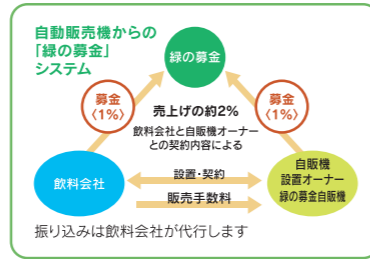 自動販売機からの
「緑の募金」
システム
緑の募金
募金
〈1%〉
売上げの約2%
募金
〈1%〉
飲料会社と自販機オーナー
との契約内容による
飲料会社
設置・契約
販売手数料
自販機
設置オーナー
緑の募金自販機
振り込みは飲料会社が代行します